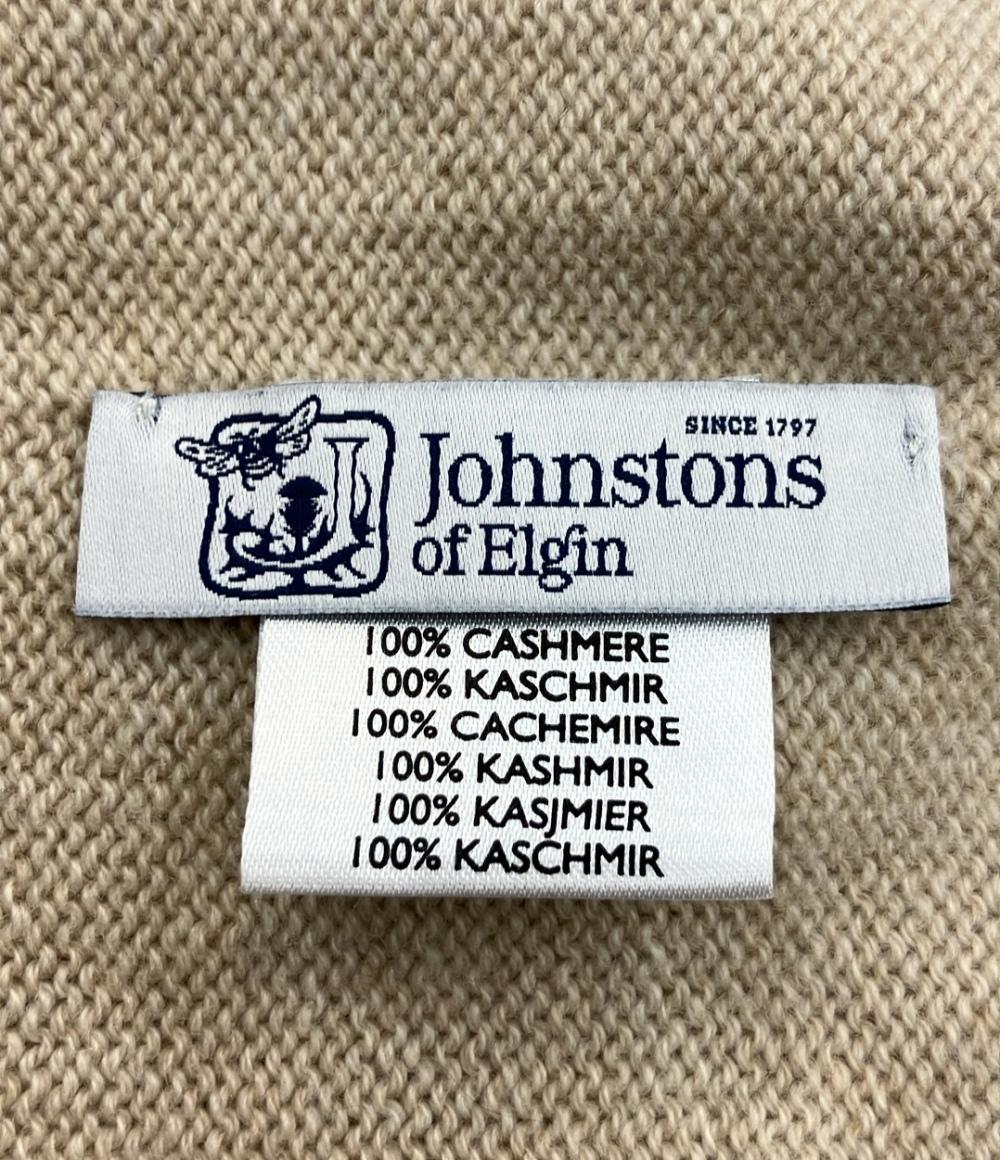 SINCE 1797
Johnstons
of Elgin
100% CASHMERE
100% KASCHMIR
100% CACHEMIRE
100% KASHMIR
100% KASJMIER
100% KASCHMIR